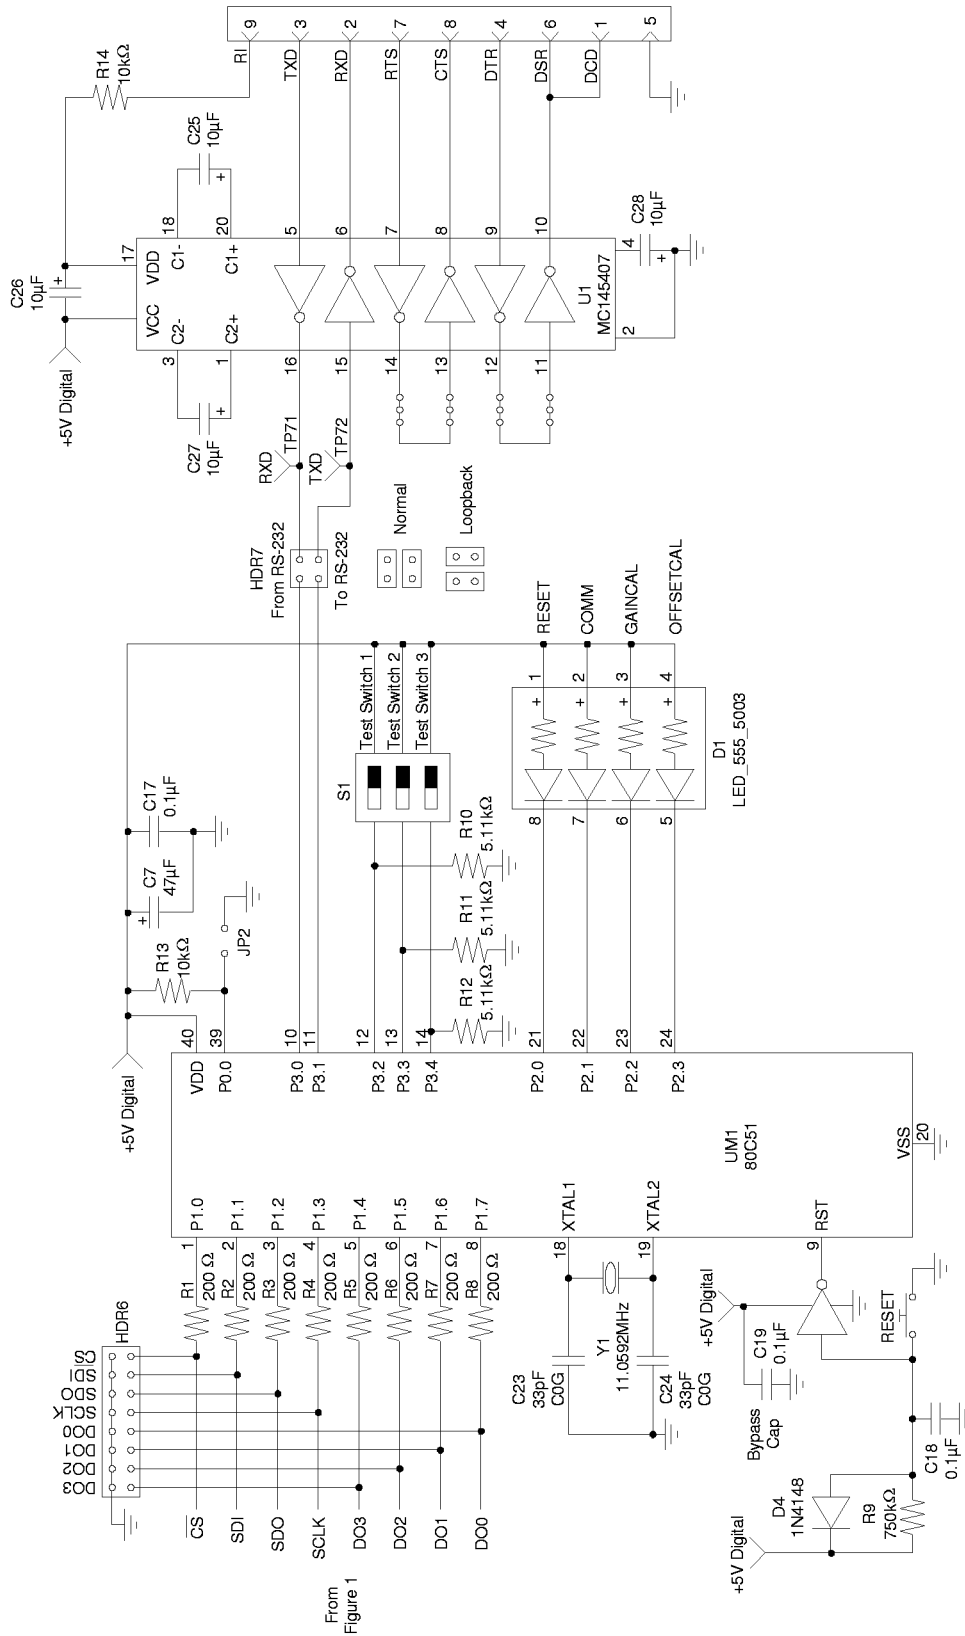 HDR6
CS
SDI
SDO
SCLK
DO0
DO1
DO2
DO3
CS
SDI
SDO
SCLK
DO3
DO2
DO1
DO0
From
Figure 1
R1
200 Ω
R2
200 Ω
R3
200 Ω
R4
200 Ω
R5
200 Ω
R6
200 Ω
R7
200 Ω
R8
200 Ω
1
2
3
4
5
6
7
8
P1.0
P1.1
P1.2
P1.3
P1.4
P1.5
P1.6
P1.7
XTAL1
18
XTAL2
19
C23
33pF
C0G
Y1
11.0592MHz
C24
33pF
C0G
RST
9
+5V Digital
C19
0.1µF
Bypass
Cap
RESET
C18
0.1µF
D4
1N4148
R9
750kΩ
+5V Digital
UM1
80C51
VSS
20
+5V Digital
VDD
40
P0.0
39
P3.0
10
P3.1
11
P3.2
12
P3.3
13
P3.4
14
P2.0
21
P2.1
22
P2.2
23
P2.3
24
R13
10kΩ
JP2
C7
47µF
+
C17
0.1µF
R12
5.11kΩ
R11
5.11kΩ
R10
5.11kΩ
S1
Test Switch 1
Test Switch 2
Test Switch 3
8
7
6
5
+ 1
+ 2
+ 3
+ 4
D1
LED_555_5003
RESET
COMM
GAINCAL
OFFSETCAL
HDR7
From RS-232
To RS-232
Normal
Loopback
RXD
TP71
TXD
TP72
+5V Digital
C26
10µF
+
C27
10µF
+
3
1
C2-
C2+
VCC
VDD
17
C1-
C1+
18
20
C25
10µF
+
R14
10kΩ
16
15
14
13
12
11
5
6
7
8
9
10
U1
MC145407
2
4
C28
10µF
+
RI
TXD
RXD
RTS
CTS
DTR
DSR
DCD
9
3
2
7
8
4
6
1
5